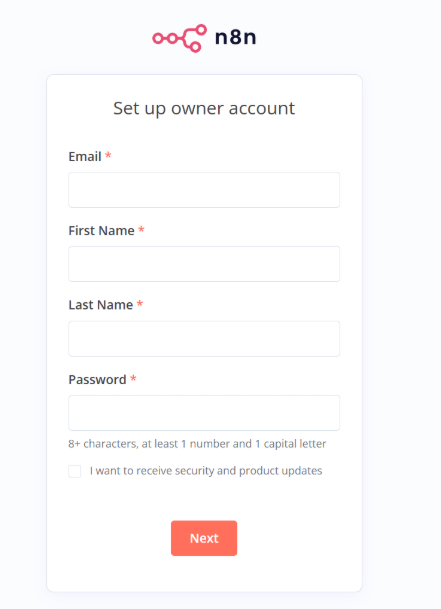 n8n
Set up owner account
Email *
First Name *
Last Name *
Password *
8+ characters, at least 1 number and 1 capital letter
I want to receive security and product updates
Next